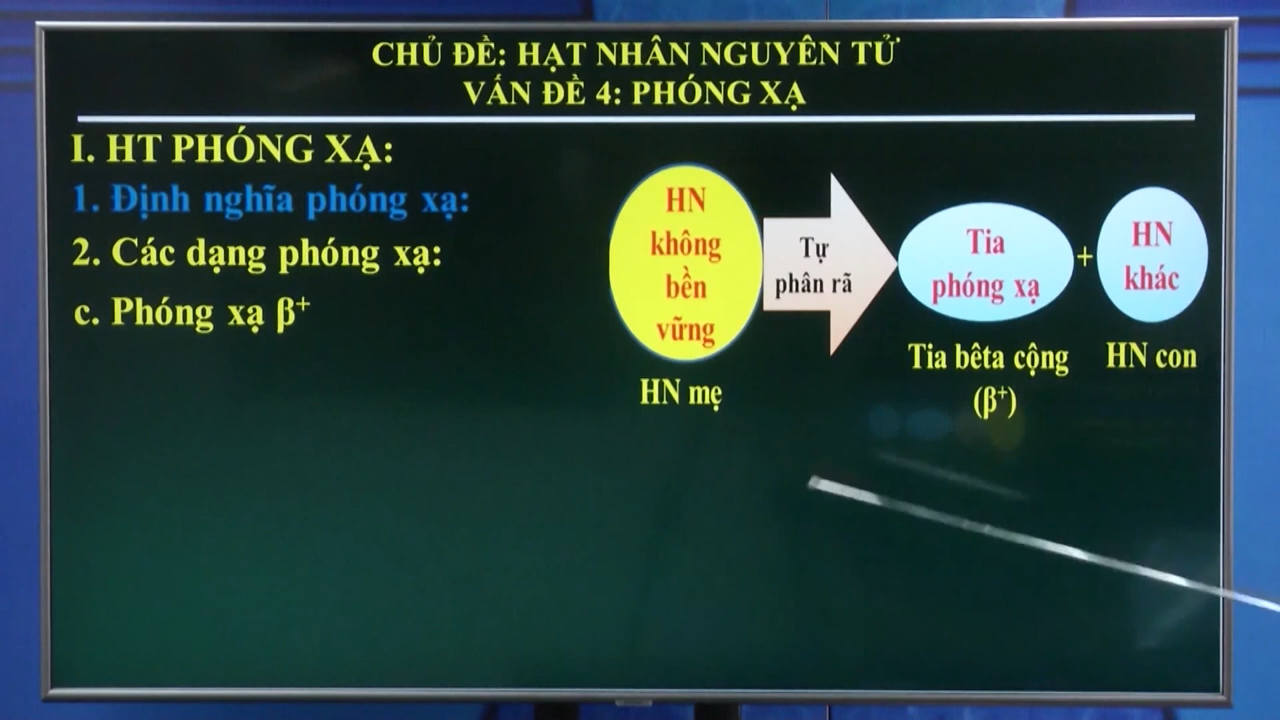 CHỦ ĐỀ: HẠT NHÂN NGUYÊN TỬ
VẤN ĐỀ 4: PHÓNG XẠ
I. HT PHÓNG XẠ:
1. Định nghĩa phóng xạ:
2. Các dạng phóng xạ:
c. Phóng xạ β⁺
HN
không
bền
vững
HN mẹ
Tự
phân rã
Tia
phóng xạ
+
HN
khác
Tia bêta cộng
(β⁺)
HN con